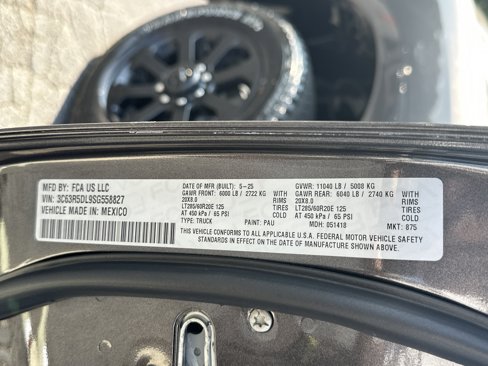 MFD BY: FCA US LLC
VIN: 3C63R5DL9SG558827
VEHICLE MADE IN: MEXICO
DATE OF MFR (BUILT): 5-25
GAWR FRONT: 6000 LB / 2722 KG WITH
20X8.0 RIMS
LT285/60R20E 125 TIRES
AT 450 kPa / 65 PSI COLD
TYPE: TRUCK PAINT: PAU
GVWR: 11040 LB / 5008 KG
GAWR REAR: 6040 LB / 2740 KG WITH
20X8.0 RIMS
LT285/60R20E 125 TIRES
AT 450 kPa / 65 PSI COLD
MDH: 051418 MKT: 875
THIS VEHICLE CONFORMS TO ALL APPLICABLE U.S.A. FEDERAL MOTOR VEHICLE SAFETY
STANDARDS IN EFFECT ON THE DATE OF MANUFACTURE SHOWN ABOVE.